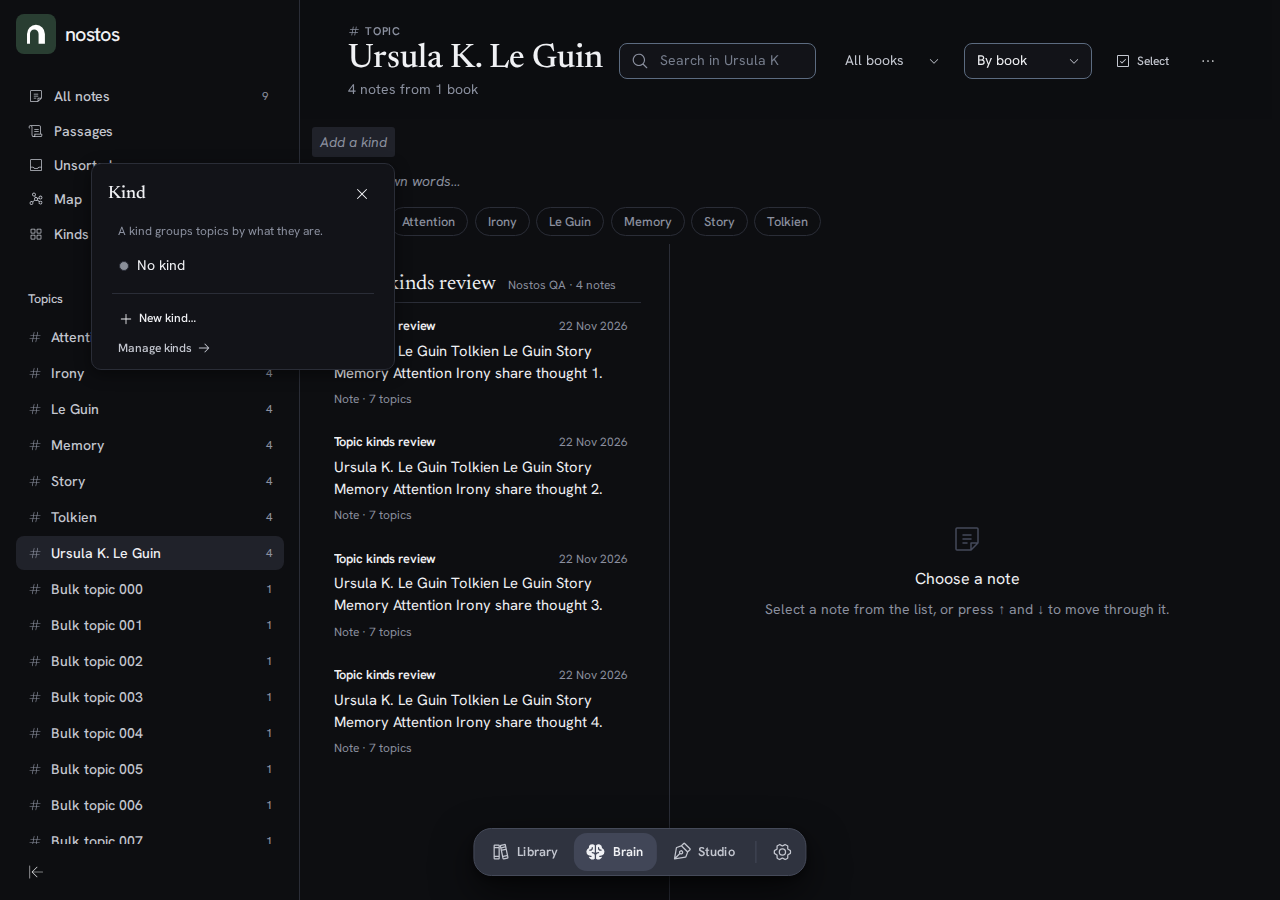 nostos
All notes 9
Passages
Map
Kinds
Topics
Irony 4
Le Guin 4
Memory 4
Story 4
Tolkien 4
Ursula K. Le Guin 4
Bulk topic 000 1
Bulk topic 001 1
Bulk topic 002 1
Bulk topic 003 1
Bulk topic 004 1
Bulk topic 005 1
Bulk topic 006 1
Bulk topic 007 1
# TOPIC
Ursula K. Le Guin
4 notes from 1 book
Search in Ursula K
All books
By book
Select
Add a kind
words...
Attention Irony Le Guin Memory Story Tolkien
Kind
A kind groups topics by what they are.
No kind
New kind...
Manage kinds →
kinds review Nostos QA · 4 notes
review 22 Nov 2026
Le Guin Tolkien Le Guin Story
Memory Attention Irony share thought 1.
Note · 7 topics
Topic kinds review 22 Nov 2026
Ursula K. Le Guin Tolkien Le Guin Story
Memory Attention Irony share thought 2.
Note · 7 topics
Topic kinds review 22 Nov 2026
Ursula K. Le Guin Tolkien Le Guin Story
Memory Attention Irony share thought 3.
Note · 7 topics
Topic kinds review 22 Nov 2026
Ursula K. Le Guin Tolkien Le Guin Story
Memory Attention Irony share thought 4.
Note · 7 topics
Choose a note
Select a note from the list, or press ↑ and ↓ to move through it.
Library
Brain
Studio